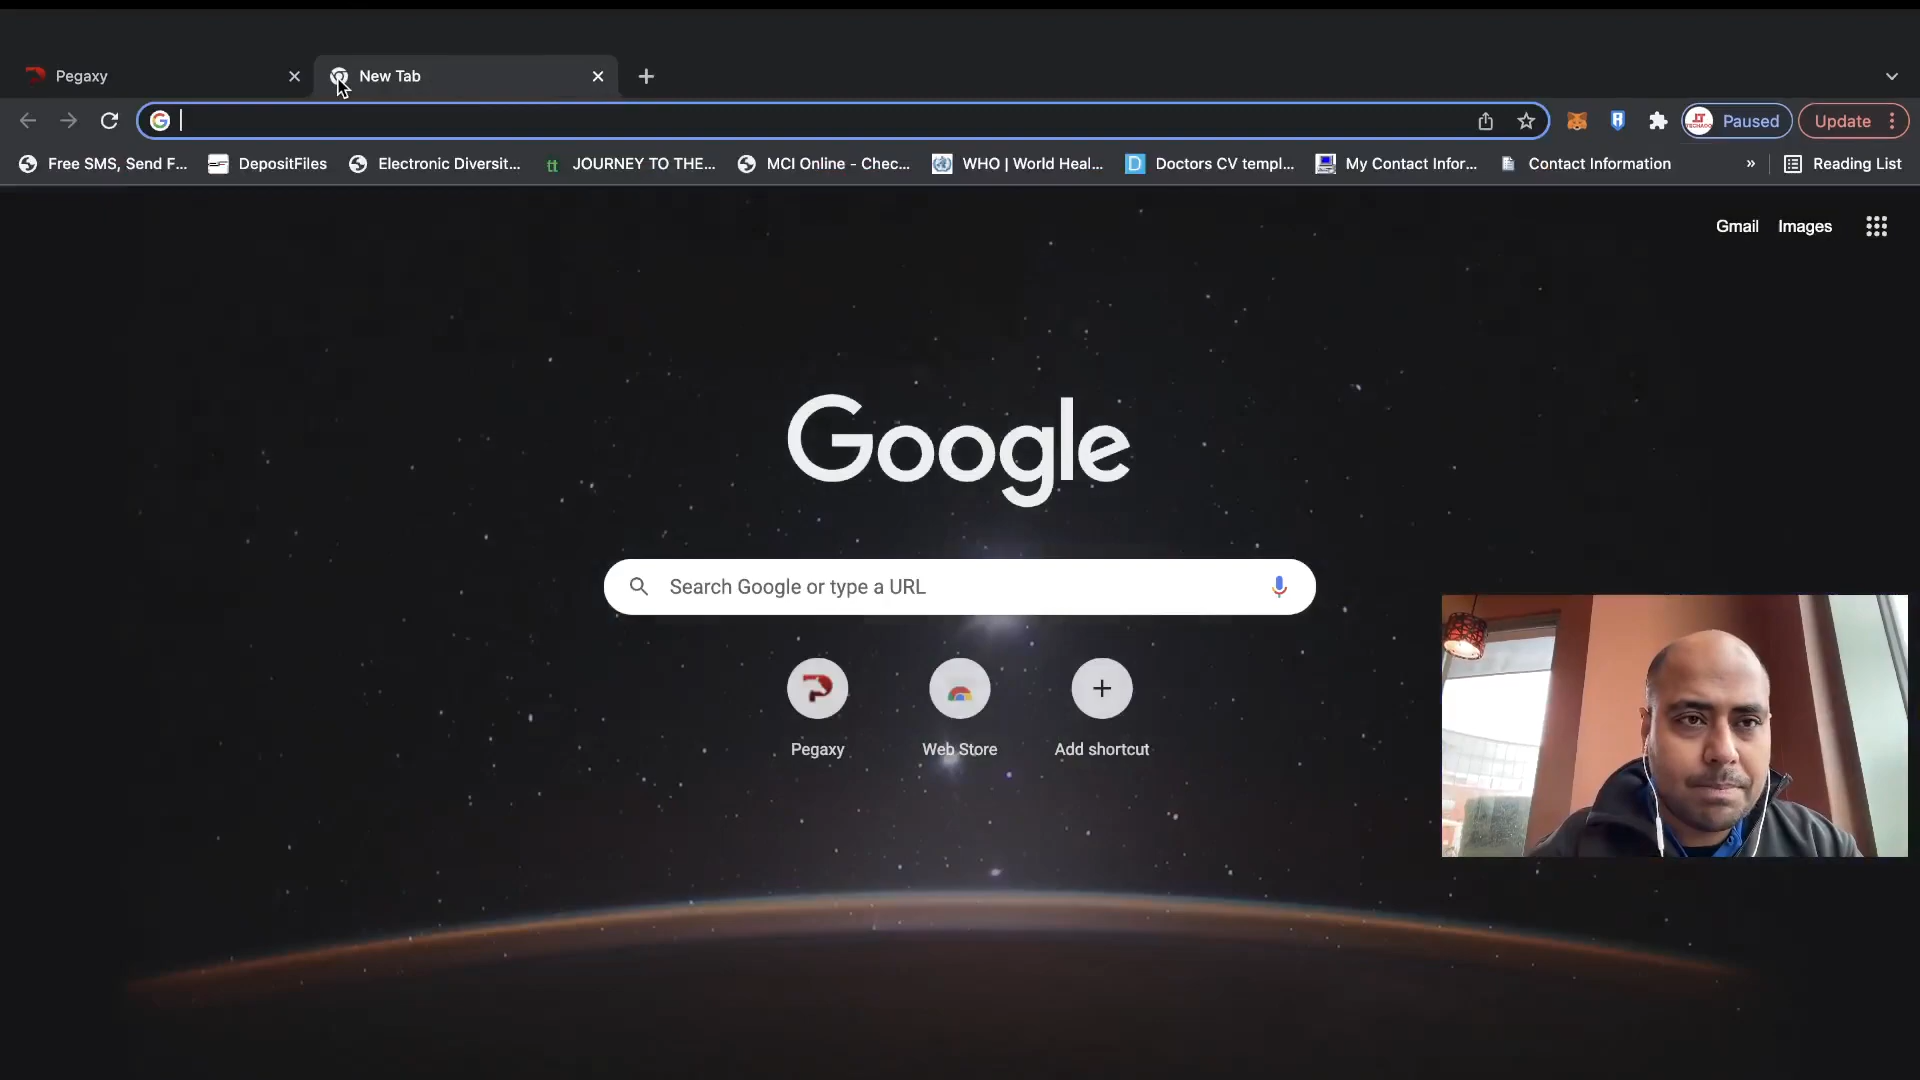 Pegaxy
New Tab
Paused
Update
Free SMS, Send F...
DepositFiles
Electronic Diversit...
tt JOURNEY TO THE...
MCI Online - Chec...
WHO | World Heal...
D Doctors CV templ...
My Contact Infor...
Contact Information
»
Reading List
Gmail
Images
Google
Search Google or type a URL
Pegaxy
Web Store
Add shortcut